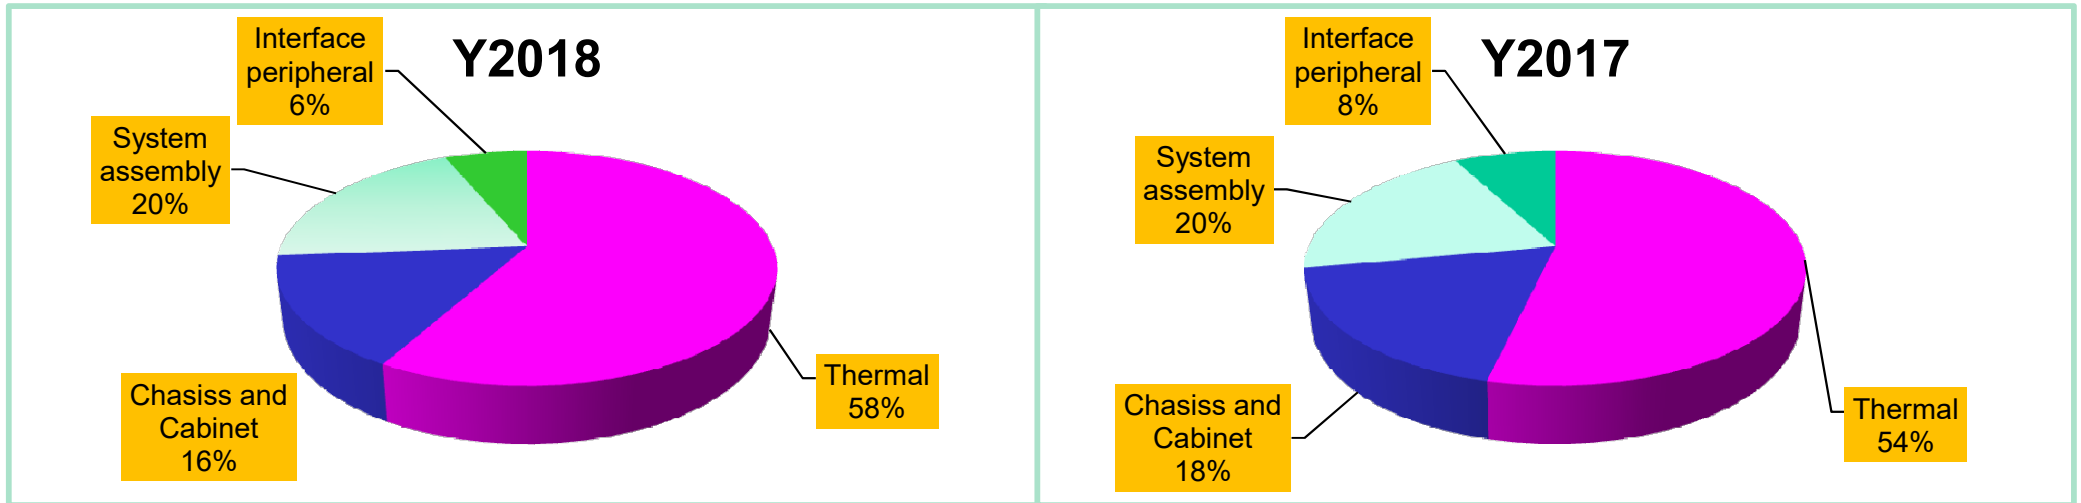 Y2018
Interface
peripheral
6%
System
assembly
20%
Chasiss and
Cabinet
16%
Thermal
58%
Y2017
Interface
peripheral
8%
System
assembly
20%
Chasiss and
Cabinet
18%
Thermal
54%